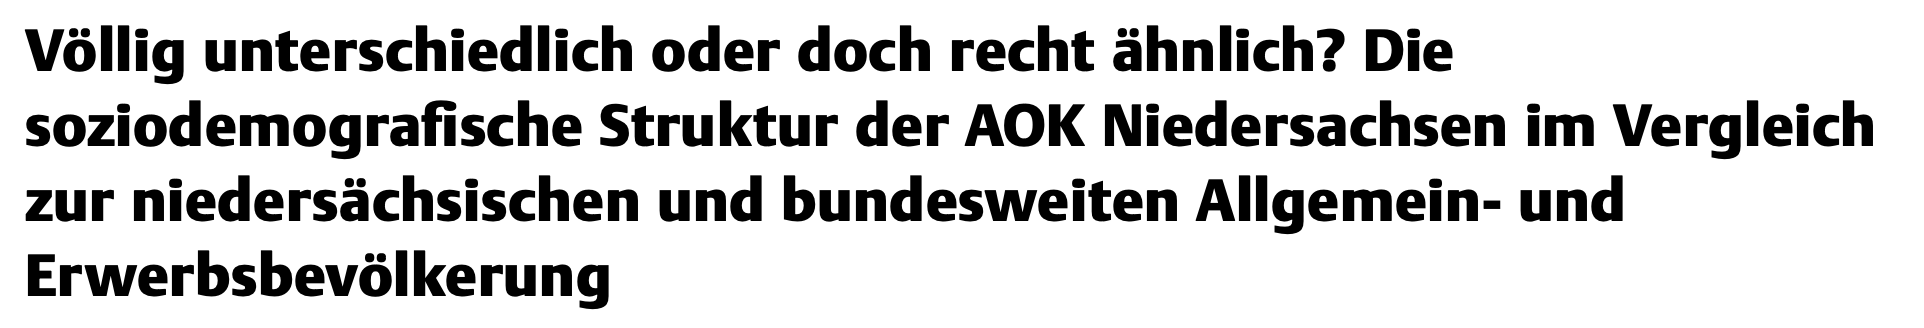 Völlig unterschiedlich oder doch recht ähnlich? Die
soziodemografische Struktur der AOK Niedersachsen im Vergleich
zur niedersächsischen und bundesweiten Allgemein- und
Erwerbsbevölkerung